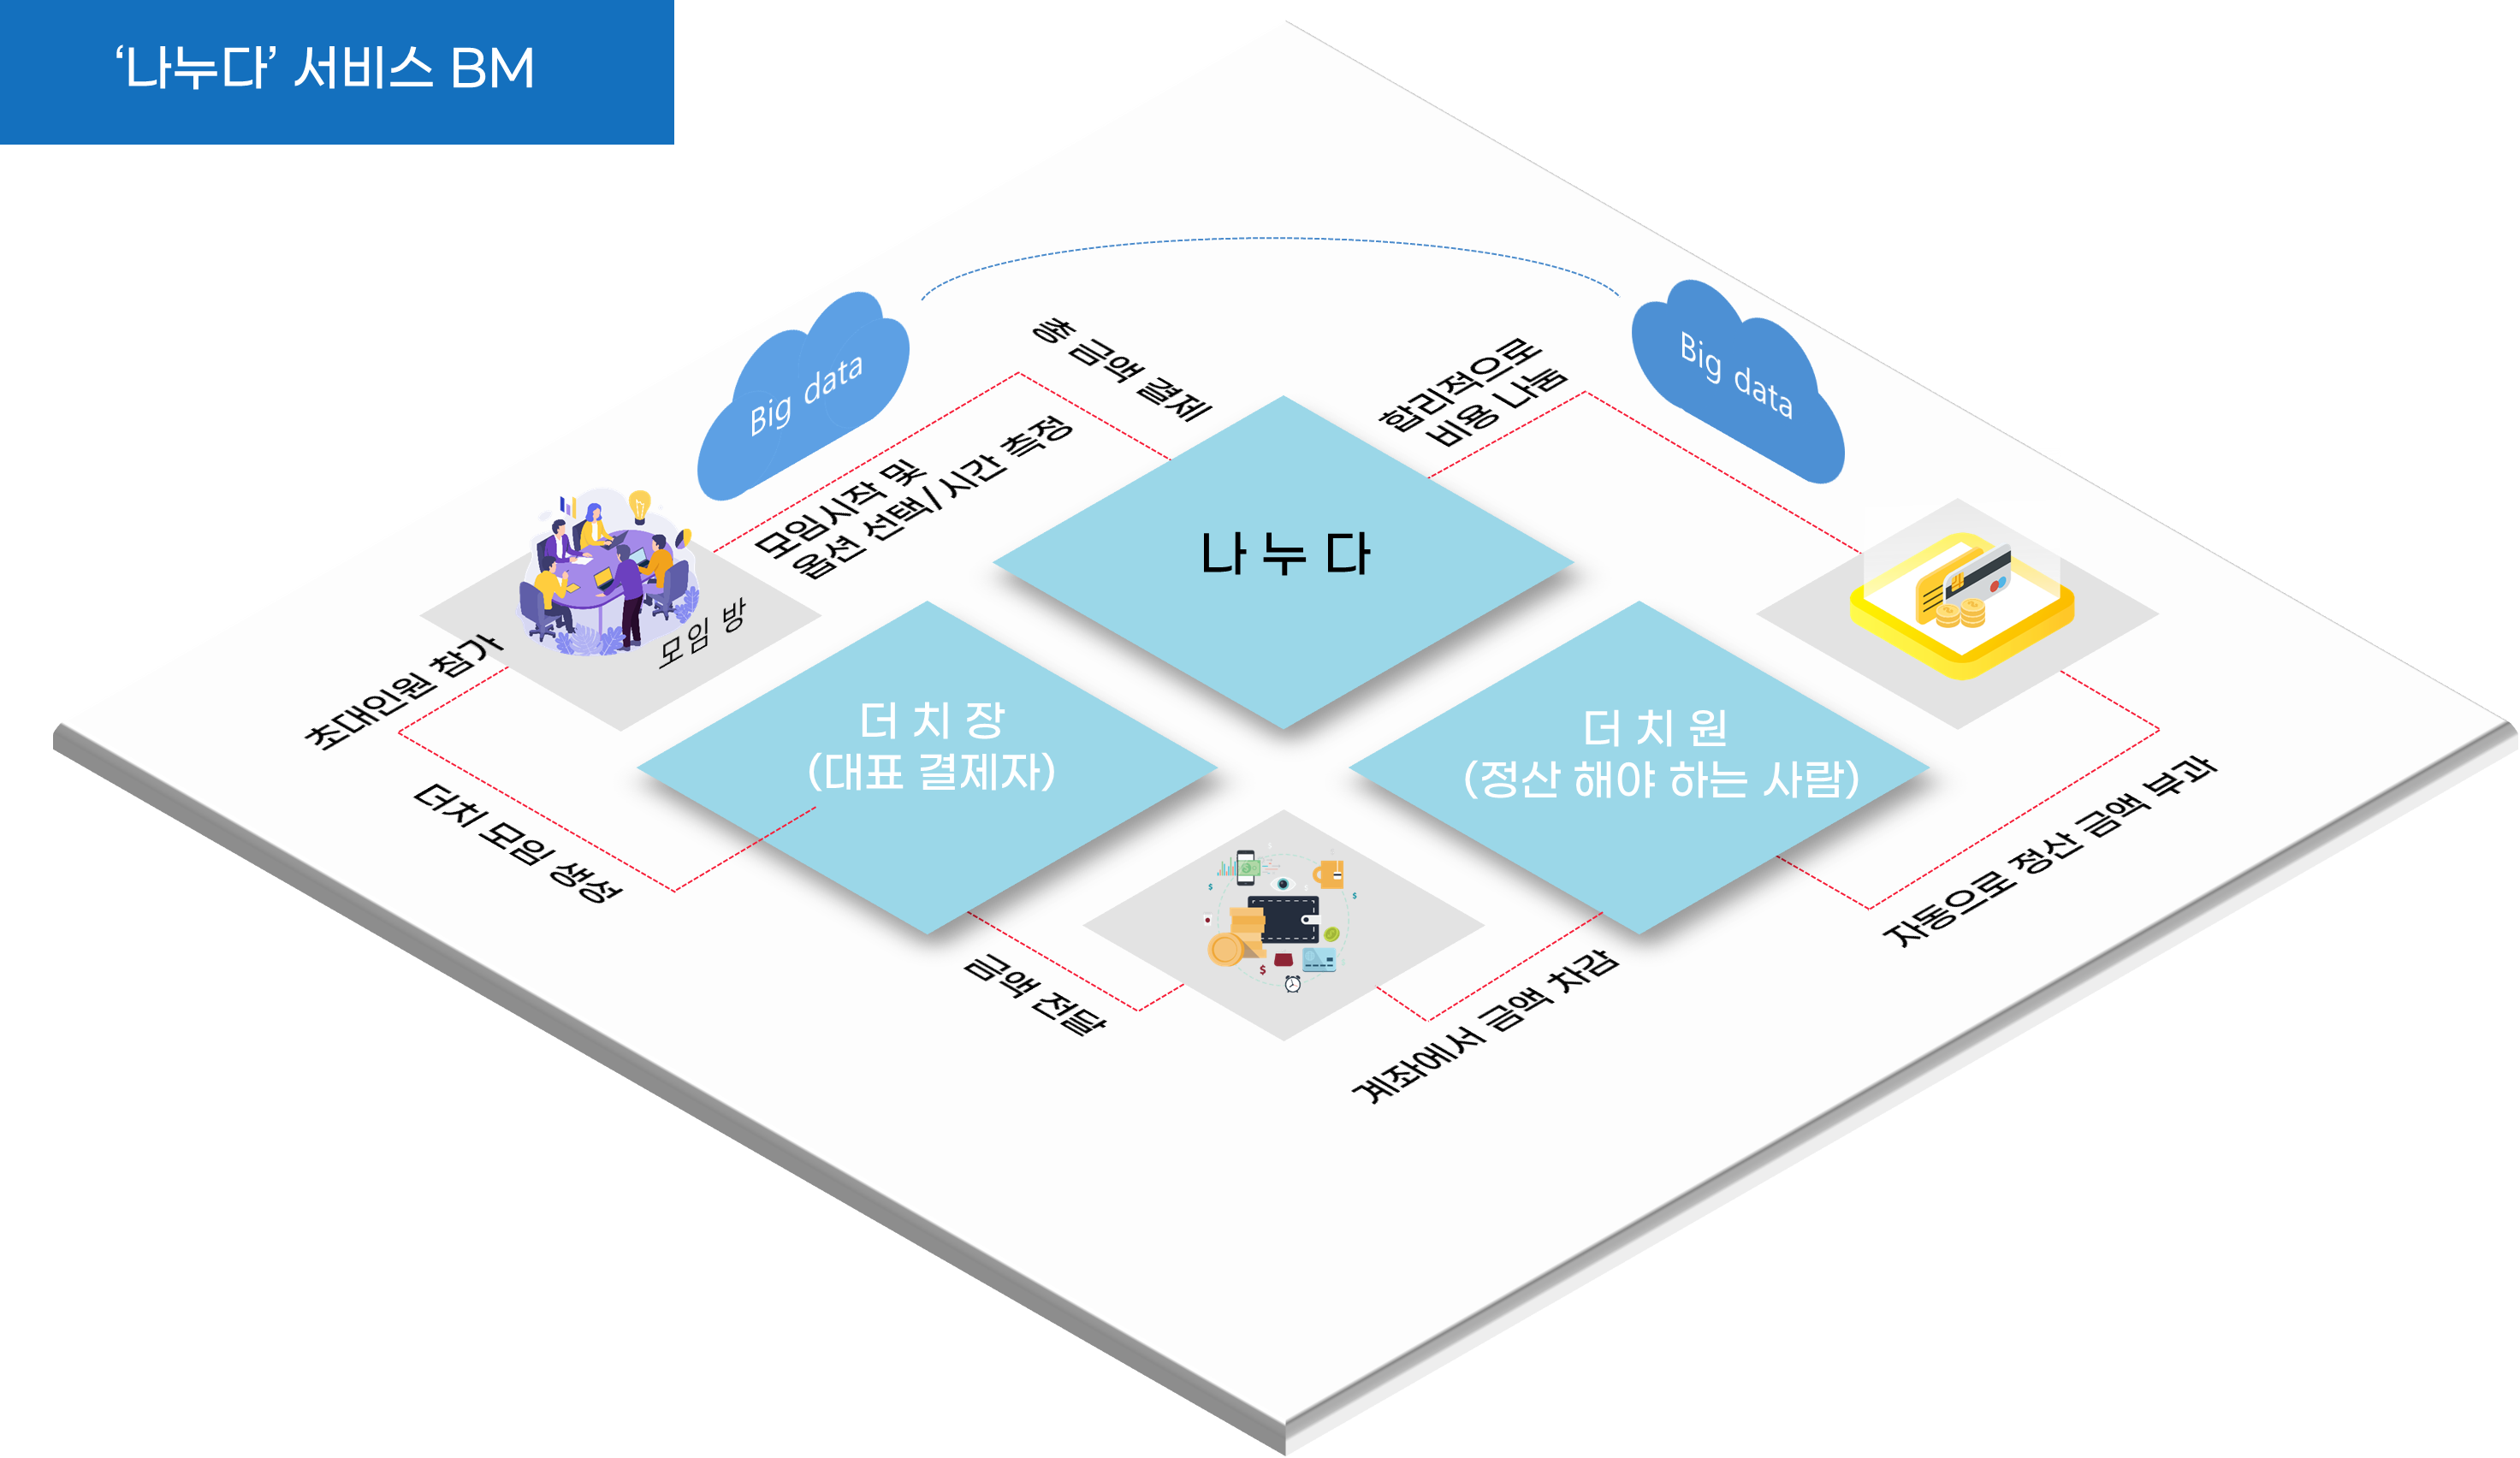 ‘나누다’ 서비스 BM
Big data
Big data
총 금액 결제
합리적으로
비용 나눔
모임시작 및
옵션 선택/시간 측정
나 누 다
모임 방
초대인원 참가
더 치 장
(대표 결제자)
더 치 원
(정산 해야 하는 사람)
더치 모임 생성
자동으로 정산 금액 부과
금액 전달
계좌에서 금액 차감